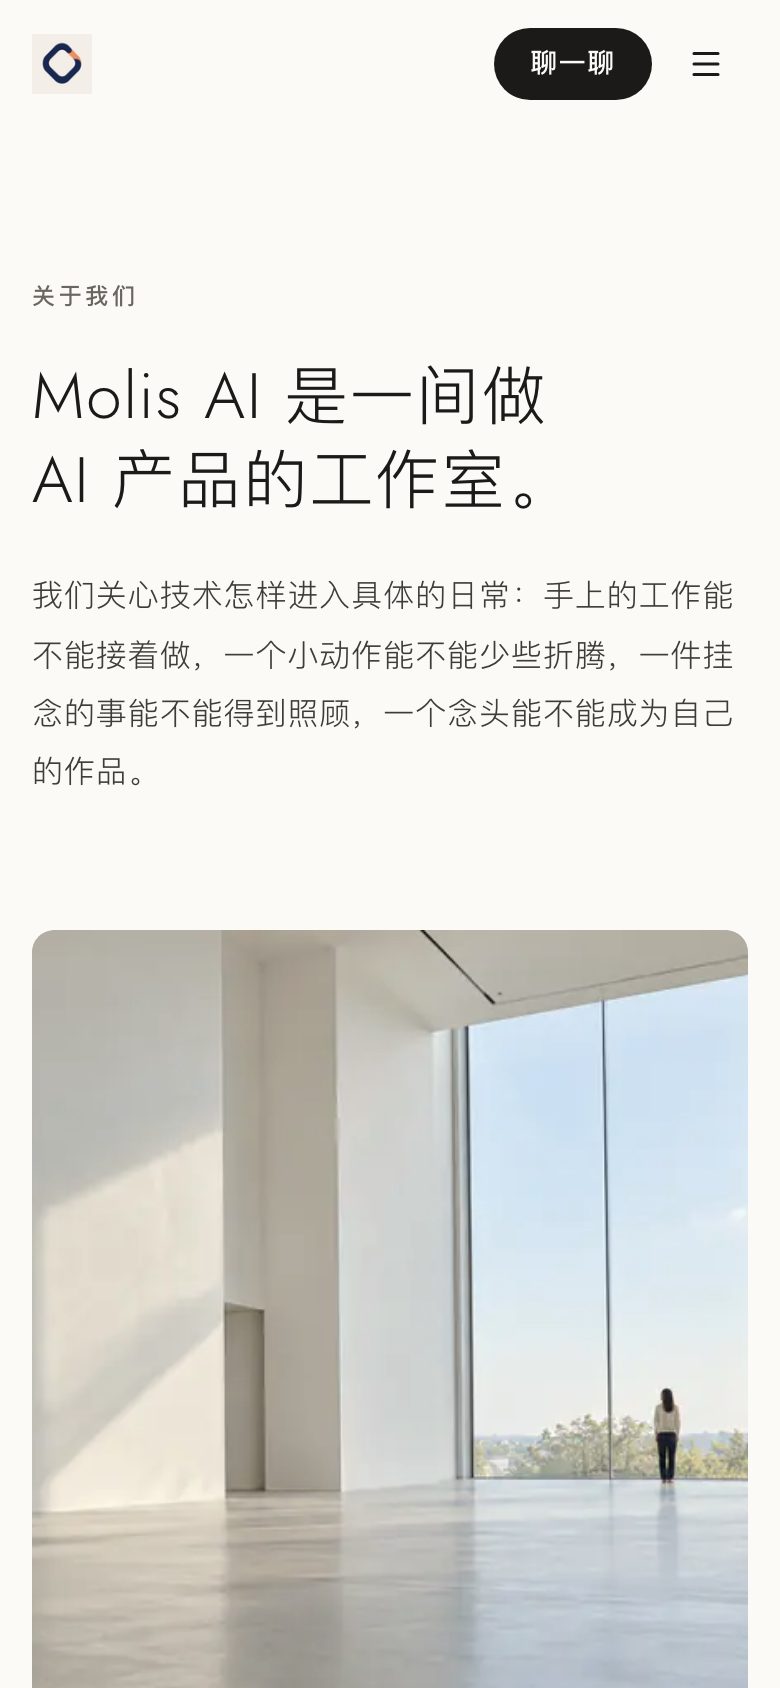 聊一聊
关于我们
Molis AI 是一间做
AI 产品的工作室。
我们关心技术怎样进入具体的日常：手上的工作能
不能接着做，一个小动作能不能少些折腾，一件挂
念的事能不能得到照顾，一个念头能不能成为自己
的作品。